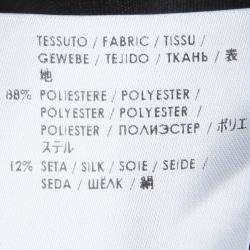 TESSUTO / FABRIC / TISSU /
GEWEBE / TEJIDO / ТКАНЬ / 表
地
88% POLIESTERE / POLYESTER /
POLYESTER / POLYESTER /
POLIÉSTER / ПОЛИЭСТЕР / ポリエ
ステル
12% SETA / SILK / SOIE / SEIDE /
SEDA / ШЁЛК / 絹